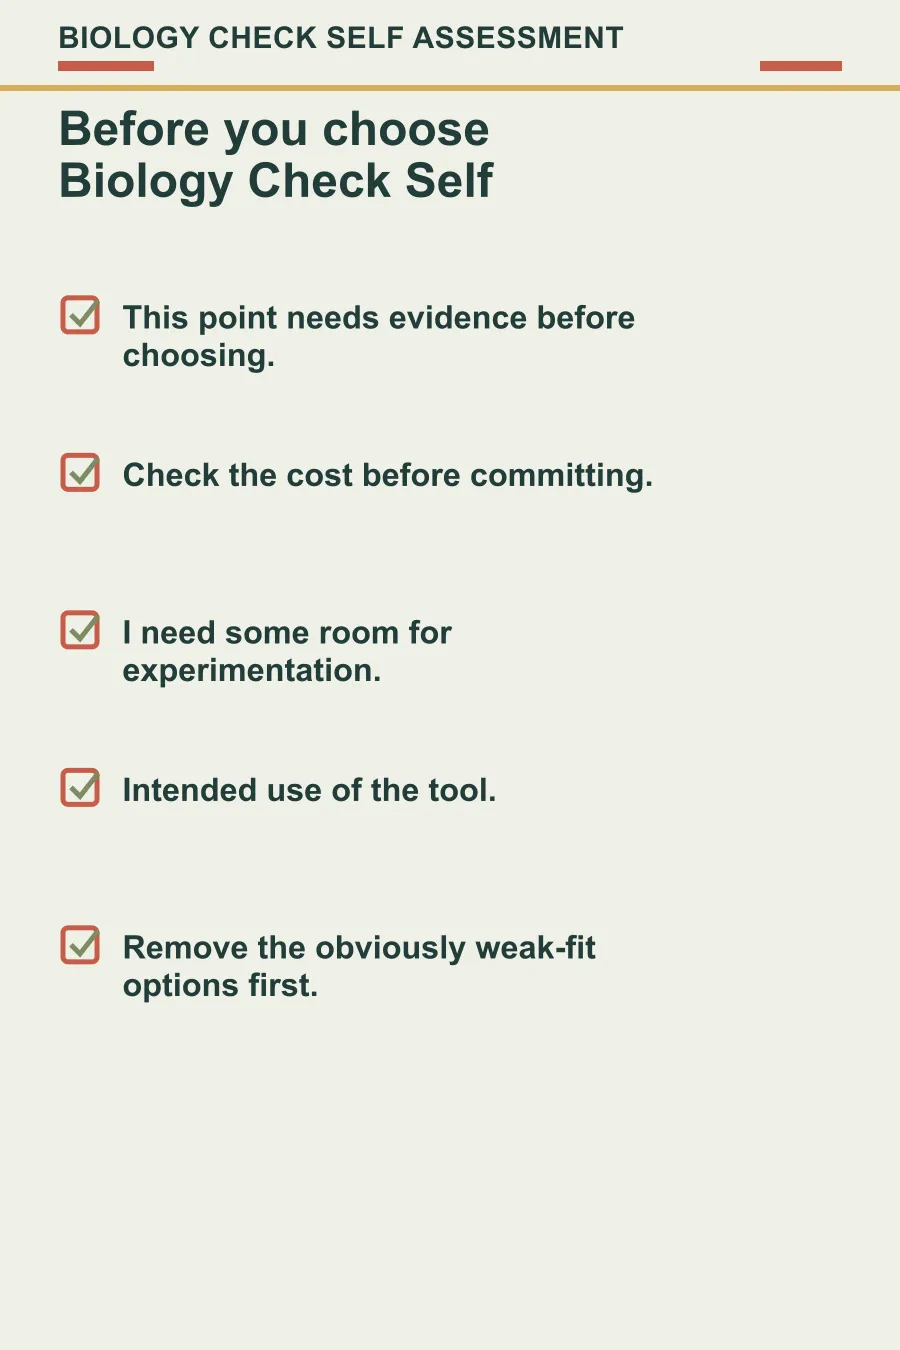 BIOLOGY CHECK SELF ASSESSMENT
Before you choose
Biology Check Self
This point needs evidence before
choosing.
Check the cost before committing.
I need some room for
experimentation.
Intended use of the tool.
Remove the obviously weak-fit
options first.